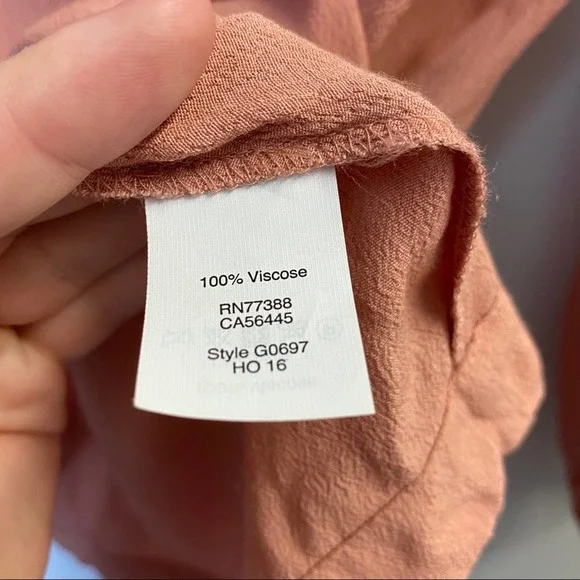 100% Viscose
RN77388
CA56445
Style G0697
HO 16